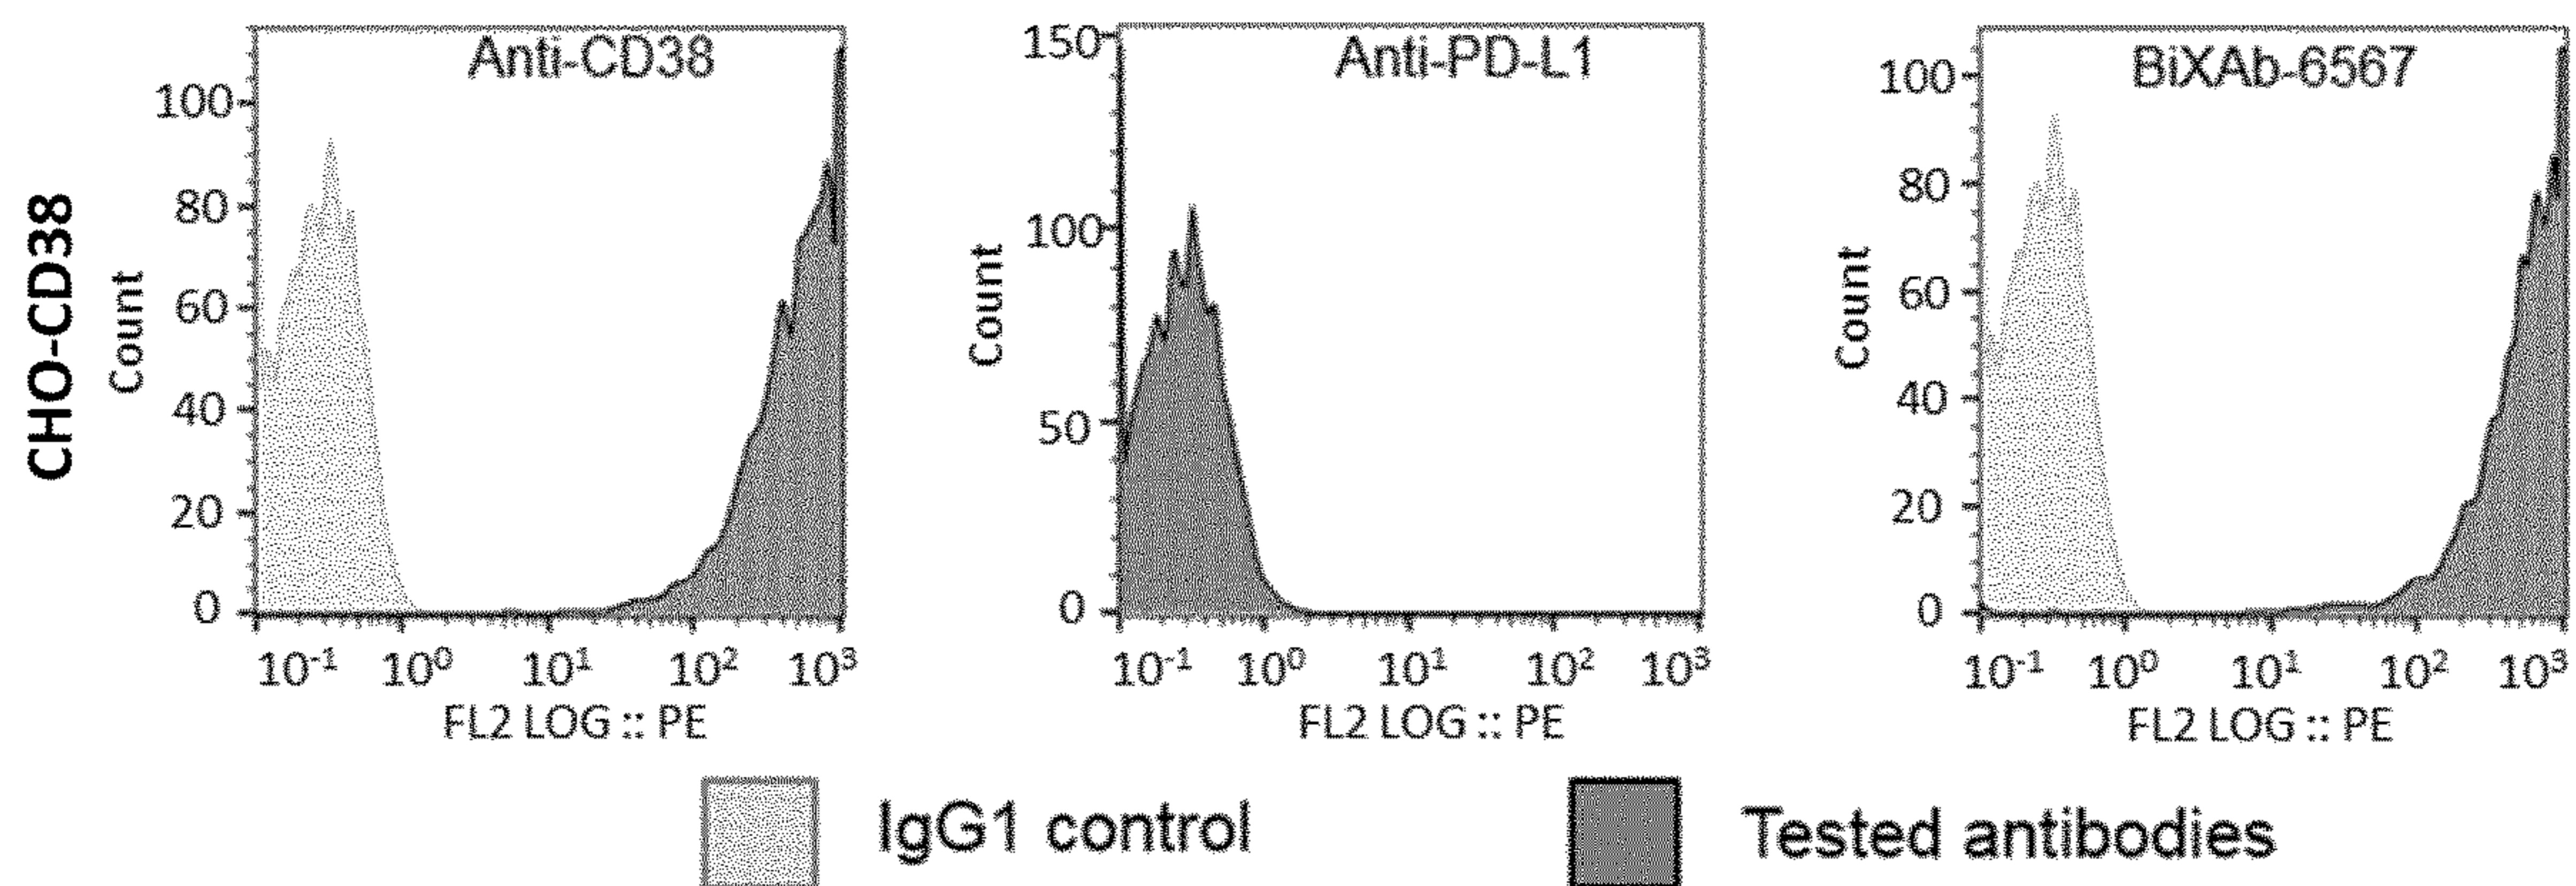 CHO-CD38
Anti-CD38
Count
100
80
60
40
20
0
10⁻¹ 10⁰ 10¹ 10² 10³
FL2 LOG :: PE
Anti-PD-L1
Count
150
100
50
0
10⁻¹ 10⁰ 10¹ 10² 10³
FL2 LOG :: PE
BiXAb-6567
Count
100
80
60
40
20
0
10⁻¹ 10⁰ 10¹ 10² 10³
FL2 LOG :: PE
IgG1 control
Tested antibodies